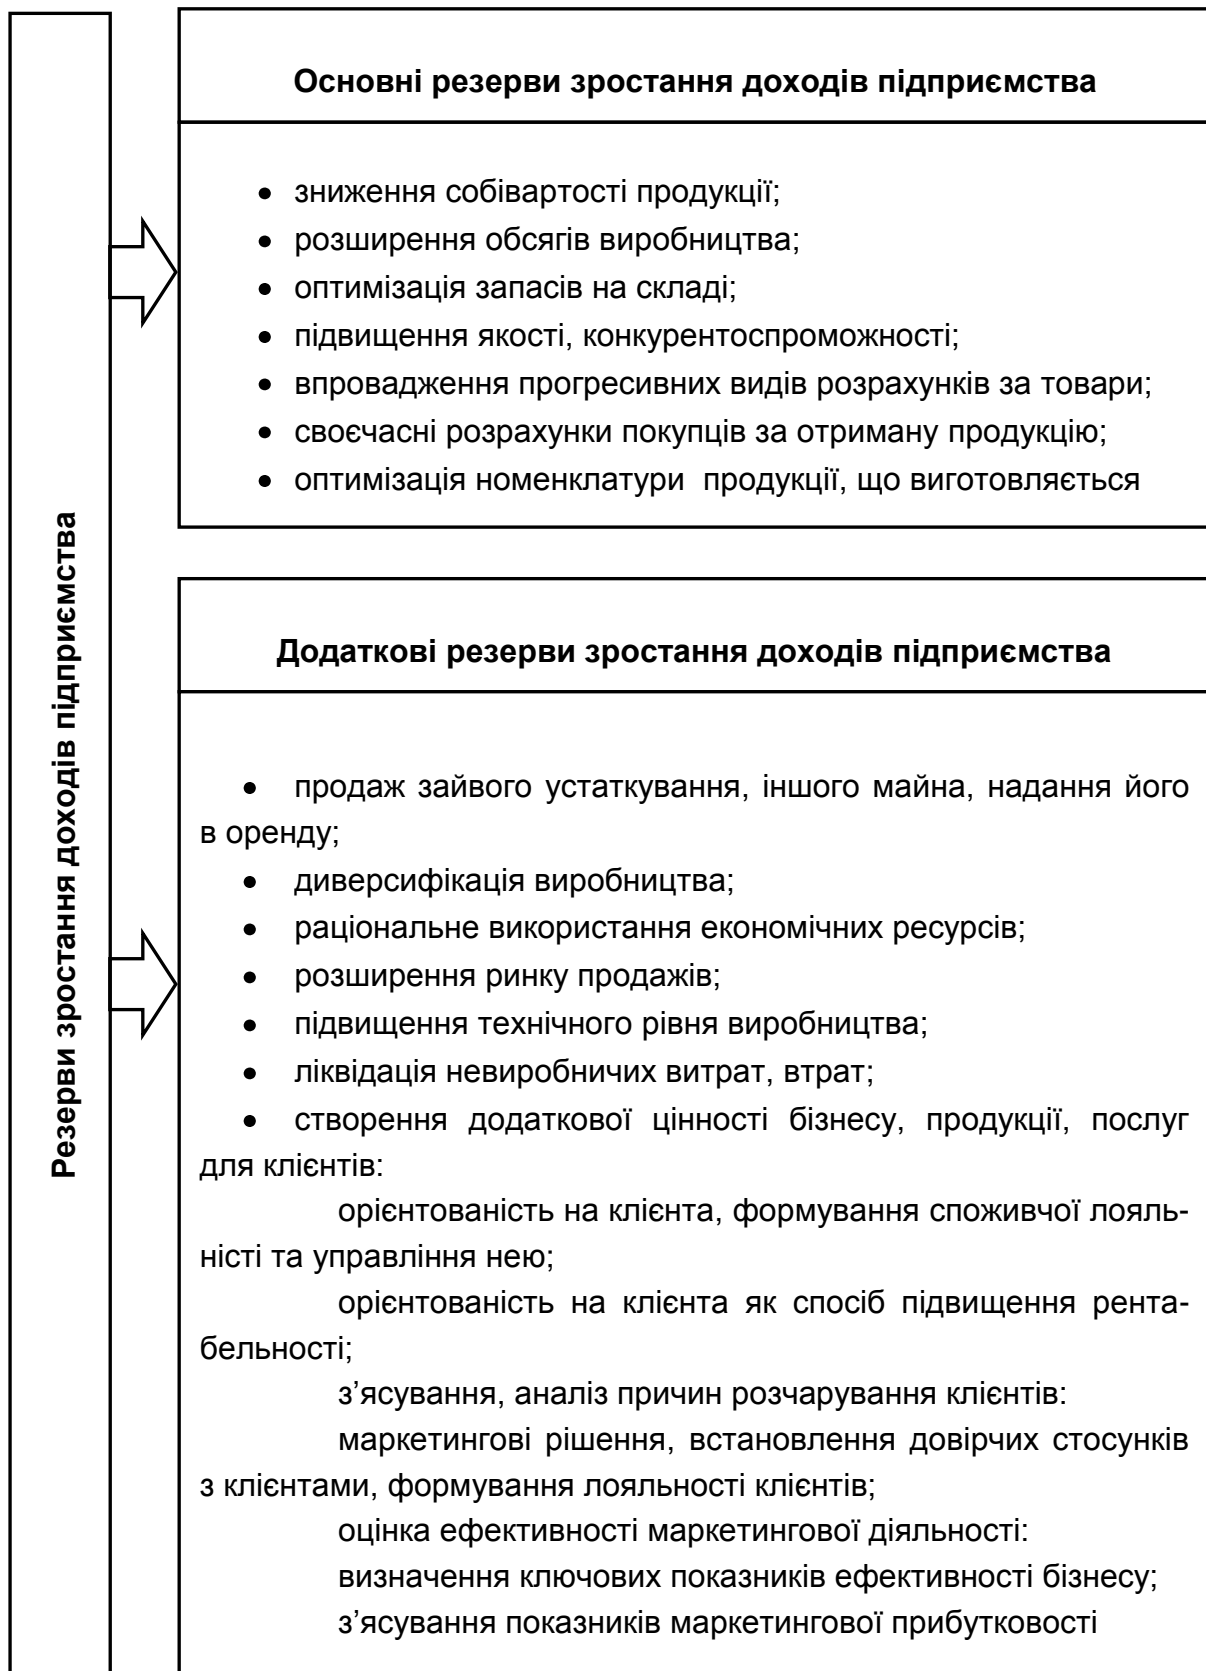 Резерви зростання доходів підприємства
Основні резерви зростання доходів підприємства
• зниження собівартості продукції;
• розширення обсягів виробництва;
• оптимізація запасів на складі;
• підвищення якості, конкурентоспроможності;
• впровадження прогресивних видів розрахунків за товари;
• своєчасні розрахунки покупців за отриману продукцію;
• оптимізація номенклатури продукції, що виготовляється
Додаткові резерви зростання доходів підприємства
• продаж зайвого устаткування, іншого майна, надання його
в оренду;
• диверсифікація виробництва;
• раціональне використання економічних ресурсів;
• розширення ринку продажів;
• підвищення технічного рівня виробництва;
• ліквідація невиробничих витрат, втрат;
• створення додаткової цінності бізнесу, продукції, послуг
для клієнтів:
орієнтованість на клієнта, формування споживчої лояль-
ністі та управління нею;
орієнтованість на клієнта як спосіб підвищення рента-
бельності;
з’ясування, аналіз причин розчарування клієнтів:
маркетингові рішення, встановлення довірчих стосунків
з клієнтами, формування лояльності клієнтів;
оцінка ефективності маркетингової діяльності:
визначення ключових показників ефективності бізнесу;
з’ясування показників маркетингової прибутковості